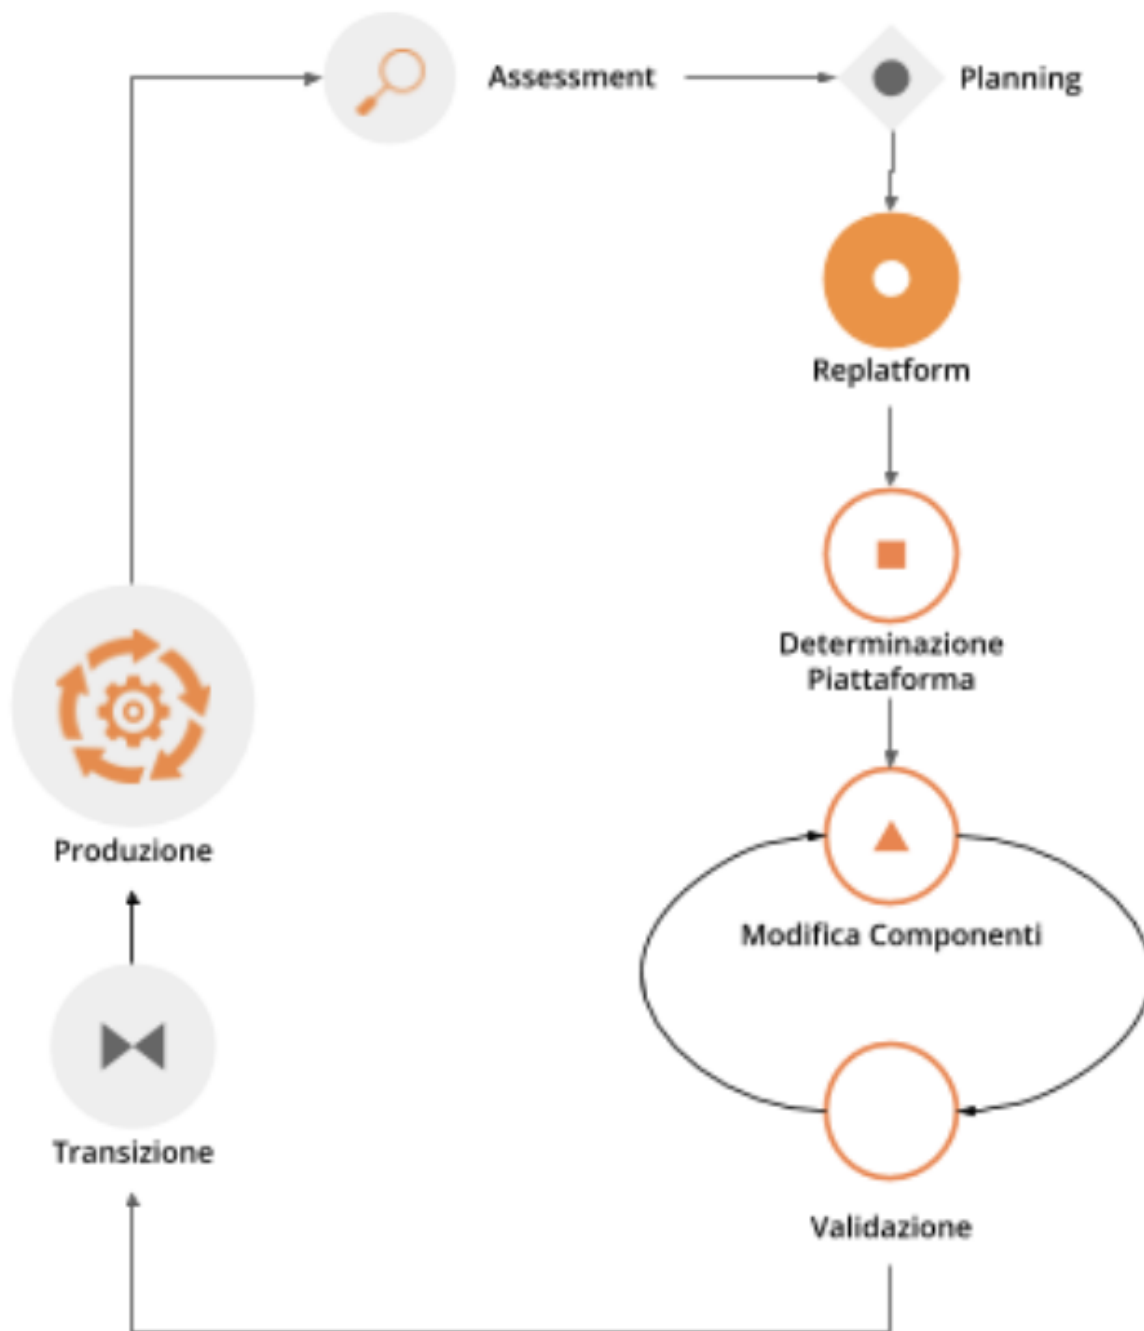 Assessment
Planning
Replatform
Determinazione
Piattaforma
Produzione
Modifica Componenti
Transizione
Validazione